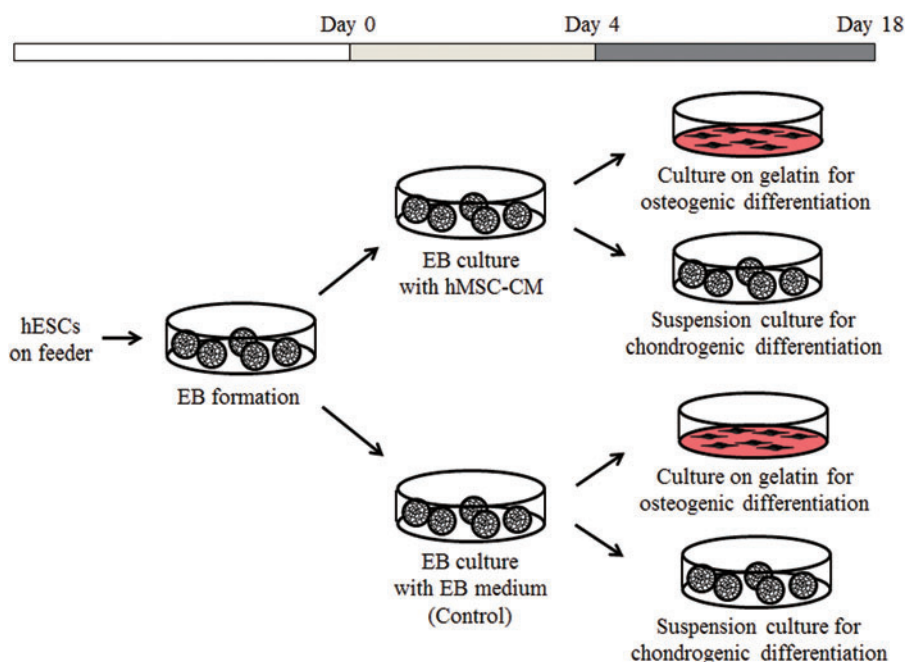 Day 0
Day 4
Day 18
hESCs
on feeder
EB formation
EB culture
with hMSC-CM
Culture on gelatin for
osteogenic differentiation
Suspension culture for
chondrogenic differentiation
EB culture
with EB medium
(Control)
Culture on gelatin for
osteogenic differentiation
Suspension culture for
chondrogenic differentiation